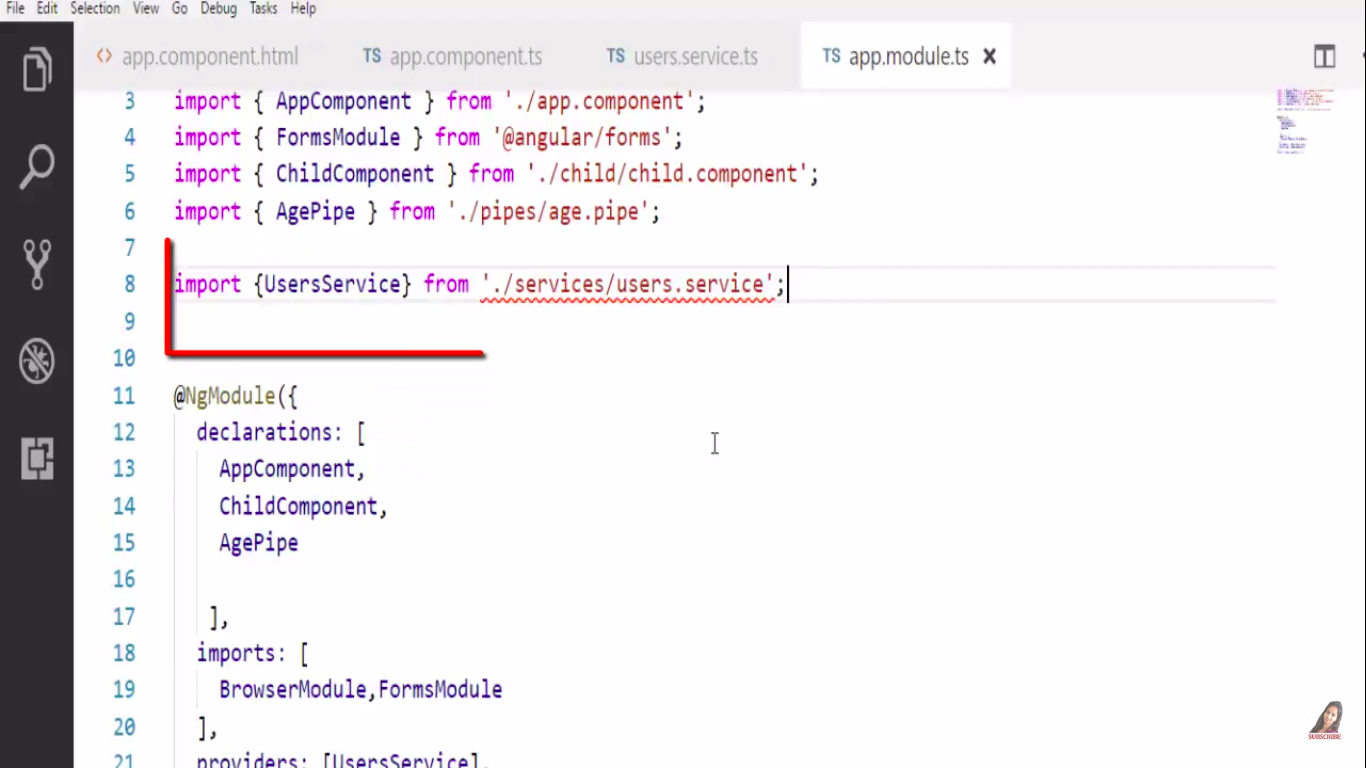 File Edit Selection View Go Debug Tasks Help
<> app.component.html TS app.component.ts TS users.service.ts TS app.module.ts ×
3 import { AppComponent } from './app.component';
4 import { FormsModule } from '@angular/forms';
5 import { ChildComponent } from './child/child.component';
6 import { AgePipe } from './pipes/age.pipe';
7
8 import {UsersService} from './services/users.service';
9
10
11 @NgModule({
12 declarations: [
13 AppComponent,
14 ChildComponent,
15 AgePipe
16
17 ],
18 imports: [
19 BrowserModule,FormsModule
20 ],
21 providers: [UsersService],
SUBSCRIBE